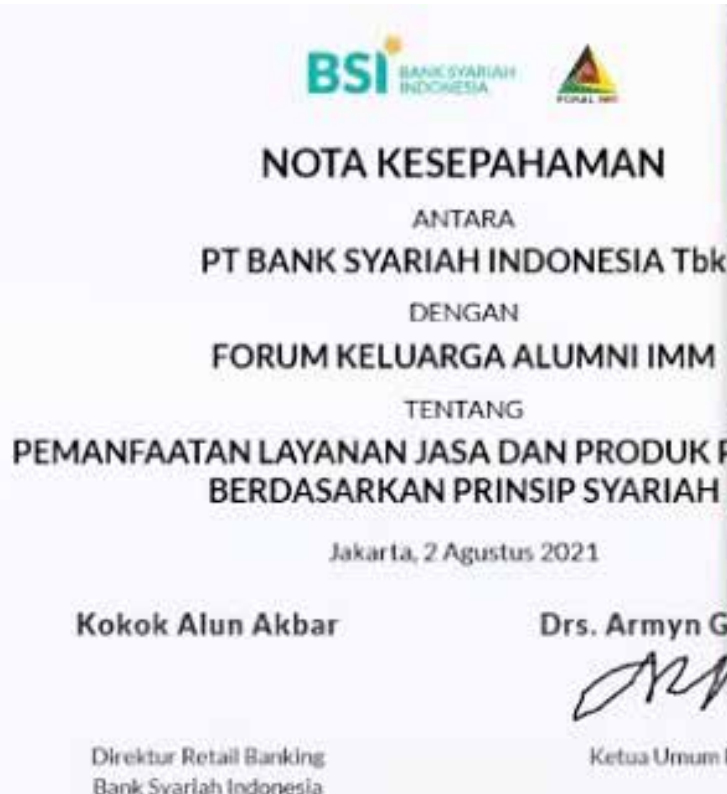 BSI BANK SYARIAH INDONESIA
FOKAL IMM
NOTA KESEPAHAMAN
ANTARA
PT BANK SYARIAH INDONESIA Tbk
DENGAN
FORUM KELUARGA ALUMNI IMM
TENTANG
PEMANFAATAN LAYANAN JASA DAN PRODUK P
BERDASARKAN PRINSIP SYARIAH
Jakarta, 2 Agustus 2021
Kokok Alun Akbar
Drs. Armyn G
Direktur Retail Banking
Bank Syariah Indonesia
Ketua Umum